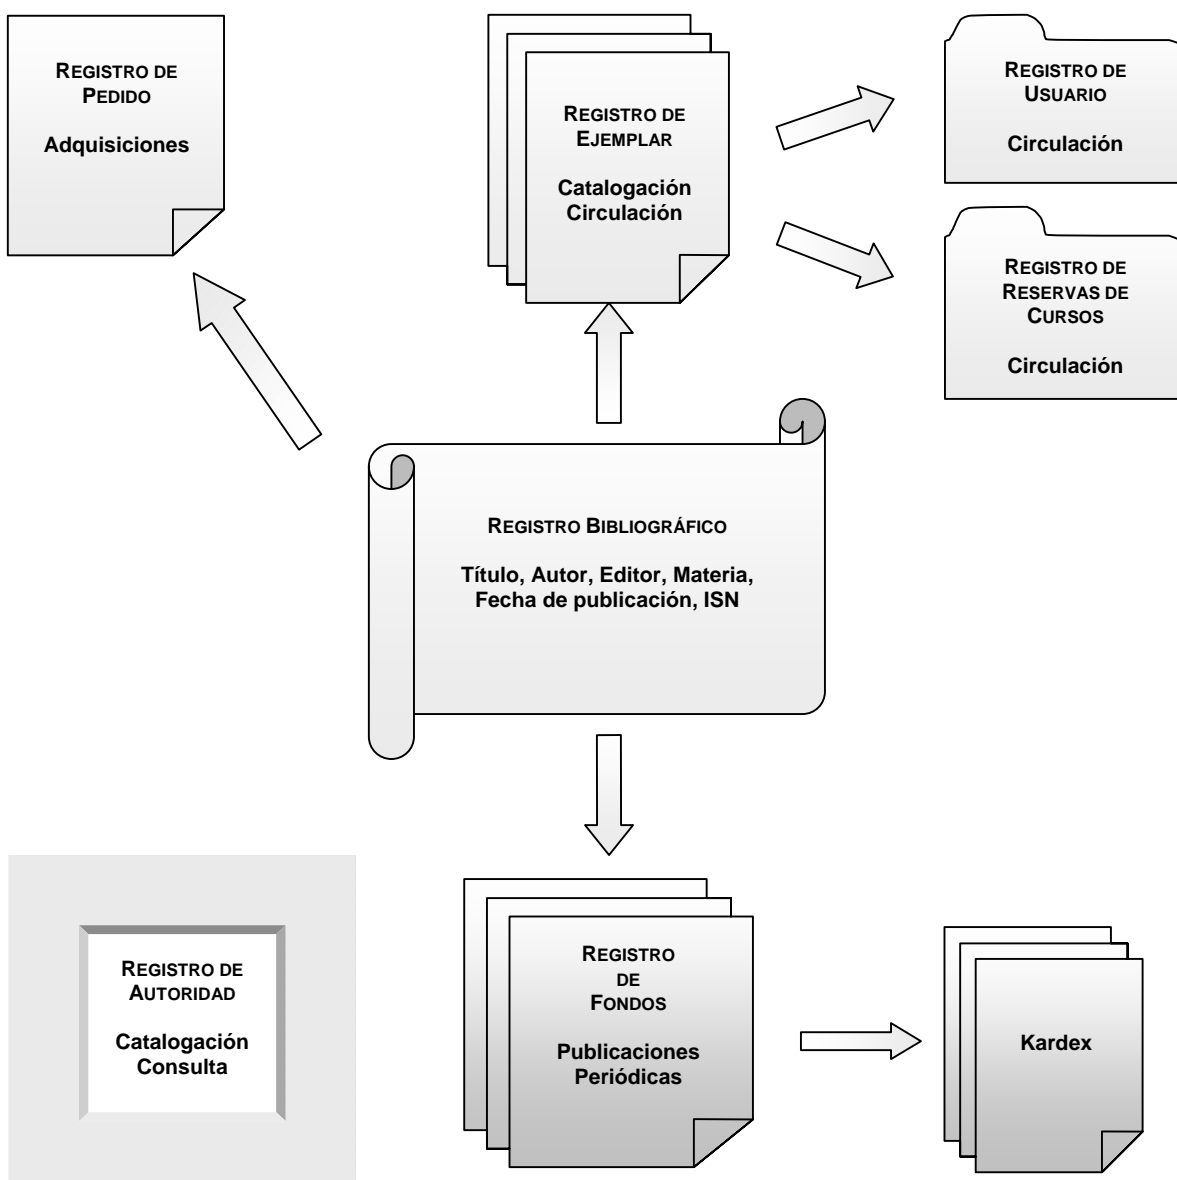 REGISTRO DE
PEDIDO
Adquisiciones
REGISTRO DE
EJEMPLAR
Catalogación
Circulación
REGISTRO DE
USUARIO
Circulación
REGISTRO DE
RESERVAS DE
CURSOS
Circulación
REGISTRO BIBLIOGRÁFICO
Título, Autor, Editor, Materia,
Fecha de publicación, ISN
REGISTRO DE
AUTORIDAD
Catalogación
Consulta
REGISTRO
DE
FONDOS
Publicaciones
Periódicas
Kardex